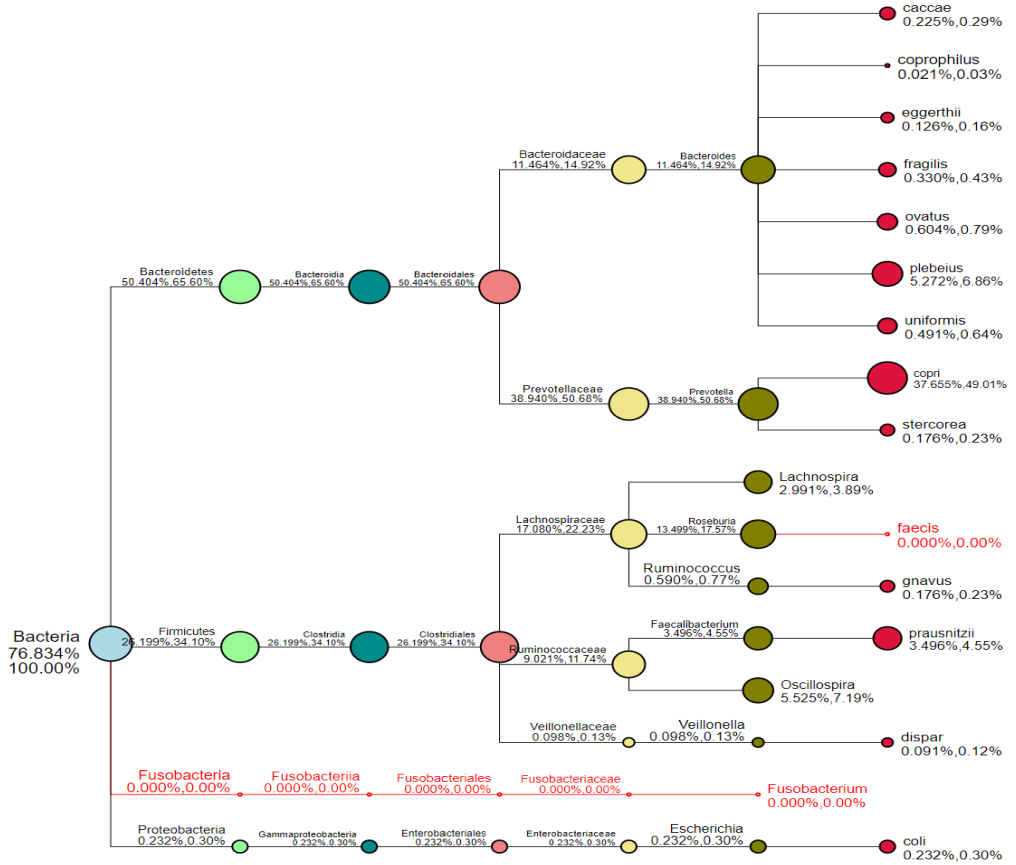 caccae
0.225%,0.29%
coprophilus
0.021%,0.03%
eggerthii
0.126%,0.16%
Bacteroidaceae
11.464%,14.92%
Bacteroides
11.464%,14.92%
fragilis
0.330%,0.43%
ovatus
0.604%,0.79%
Bacteroidetes
50.404%,65.60%
Bacteroidia
50.404%,65.60%
Bacteroidales
50.404%,65.60%
plebeius
5.272%,6.86%
uniformis
0.491%,0.64%
copri
37.655%,49.01%
Prevotellaceae
38.940%,50.68%
Prevotella
38.940%,50.68%
stercorea
0.176%,0.23%
Lachnospira
2.991%,3.89%
Lachnospiraceae
17.080%,22.23%
Roseburia
13.499%,17.57%
faecis
0.000%,0.00%
Ruminococcus
0.590%,0.77%
gnavus
0.176%,0.23%
Bacteria
76.834%
100.00%
Firmicutes
26.199%,34.10%
Clostridia
26.199%,34.10%
Clostridiales
26.199%,34.10%
Faecalibacterium
3.496%,4.55%
prausnitzii
3.496%,4.55%
Ruminococcaceae
9.021%,11.74%
Oscillospira
5.525%,7.19%
Veillonellaceae
0.098%,0.13%
Veillonella
0.098%,0.13%
dispar
0.091%,0.12%
Fusobacteria
0.000%,0.00%
Fusobacteriia
0.000%,0.00%
Fusobacteriales
0.000%,0.00%
Fusobacteriaceae
0.000%,0.00%
Fusobacterium
0.000%,0.00%
Proteobacteria
0.232%,0.30%
Gammaproteobacteria
0.232%,0.30%
Enterobacteriales
0.232%,0.30%
Enterobacteriaceae
0.232%,0.30%
Escherichia
0.232%,0.30%
coli
0.232%,0.30%